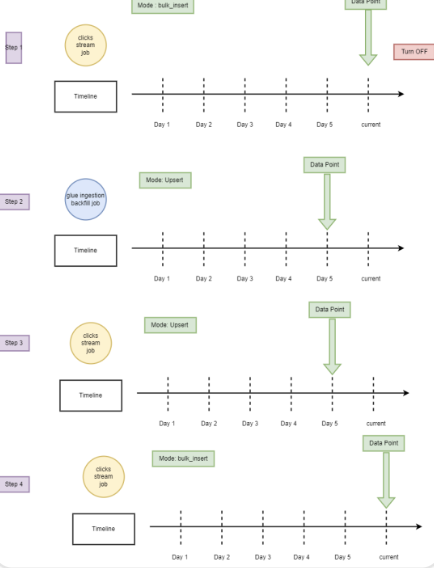 Mode : bulk_insert
Data Point
Step 1
clicks
stream
job
Turn OFF
Timeline
Day 1 Day 2 Day 3 Day 4 Day 5 current
Data Point
Mode: Upsert
Step 2
glue ingestion
backfill job
Timeline
Day 1 Day 2 Day 3 Day 4 Day 5 current
Data Point
Mode: Upsert
Step 3
clicks
stream
job
Timeline
Day 1 Day 2 Day 3 Day 4 Day 5 current
Data Point
Mode: bulk_insert
Step 4
clicks
stream
job
Timeline
Day 1 Day 2 Day 3 Day 4 Day 5 current